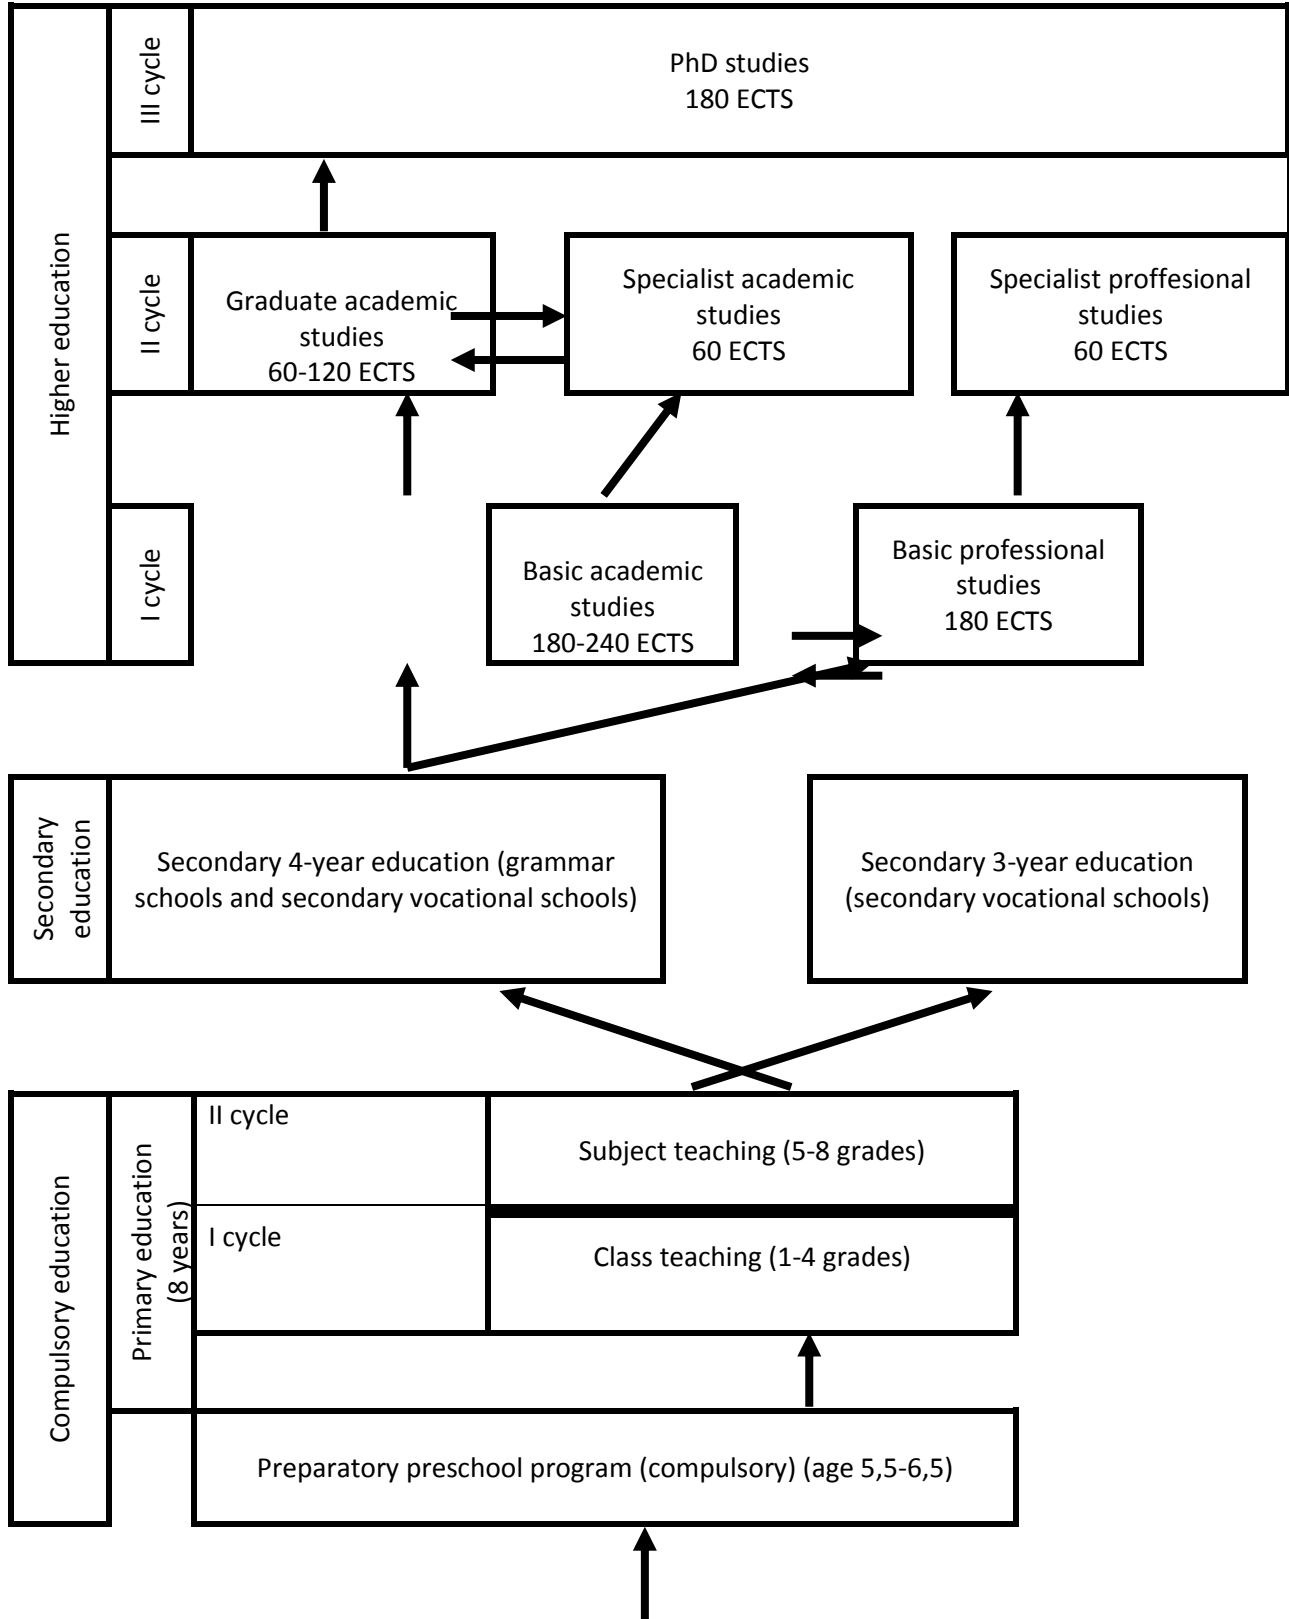 Higher education
III cycle
PhD studies
180 ECTS
II cycle
Graduate academic
studies
60-120 ECTS
Specialist academic
studies
60 ECTS
Specialist proffesional
studies
60 ECTS
I cycle
Basic academic
studies
180-240 ECTS
Basic professional
studies
180 ECTS
Secondary
education
Secondary 4-year education (grammar
schools and secondary vocational schools)
Secondary 3-year education
(secondary vocational schools)
Compulsory education
Primary education
(8 years)
II cycle
Subject teaching (5-8 grades)
I cycle
Class teaching (1-4 grades)
Preparatory preschool program (compulsory) (age 5,5-6,5)